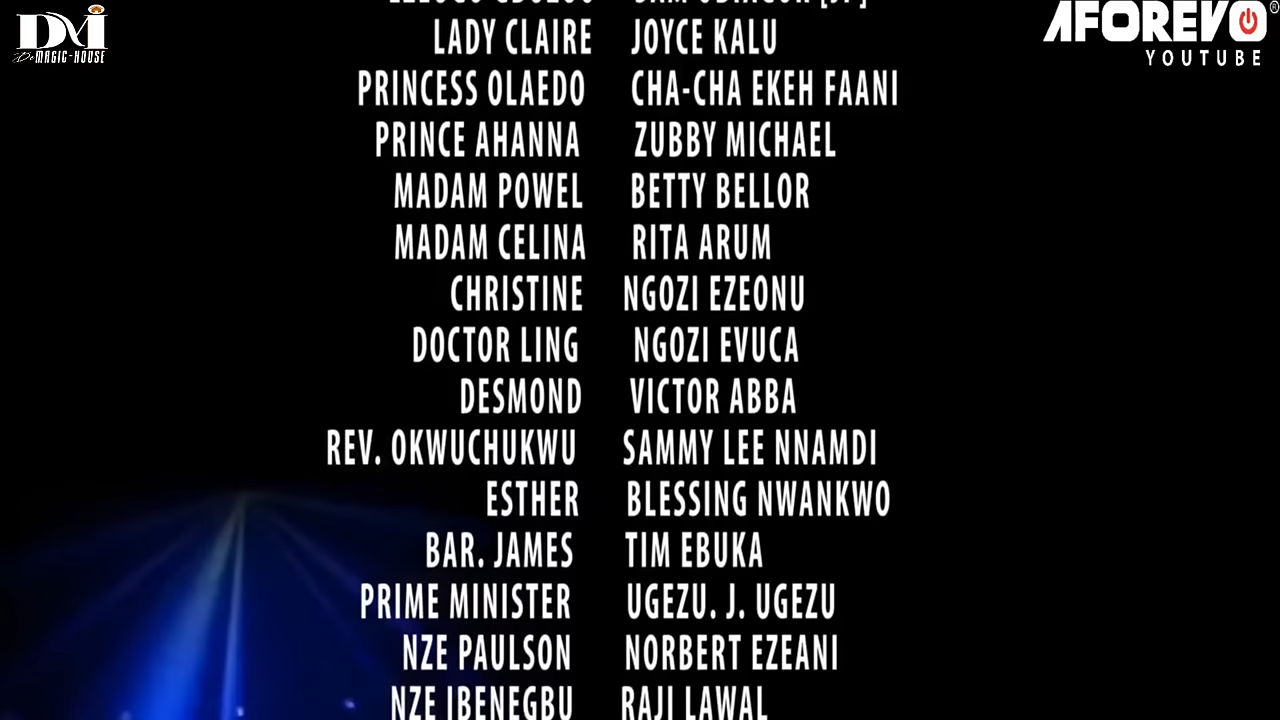 DM
De MAGIC-HOUSE
AFOREVO®
YOUTUBE
LADY CLAIRE JOYCE KALU
PRINCESS OLAEDO CHA-CHA EKEH FAANI
PRINCE AHANNA ZUBBY MICHAEL
MADAM POWEL BETTY BELLOR
MADAM CELINA RITA ARUM
CHRISTINE NGOZI EZEONU
DOCTOR LING NGOZI EVUCA
DESMOND VICTOR ABBA
REV. OKWUCHUKWU SAMMY LEE NNAMDI
ESTHER BLESSING NWANKWO
BAR. JAMES TIM EBUKA
PRIME MINISTER UGEZU. J. UGEZU
NZE PAULSON NORBERT EZEANI
NZE IBENEGBU RAJI LAWAL